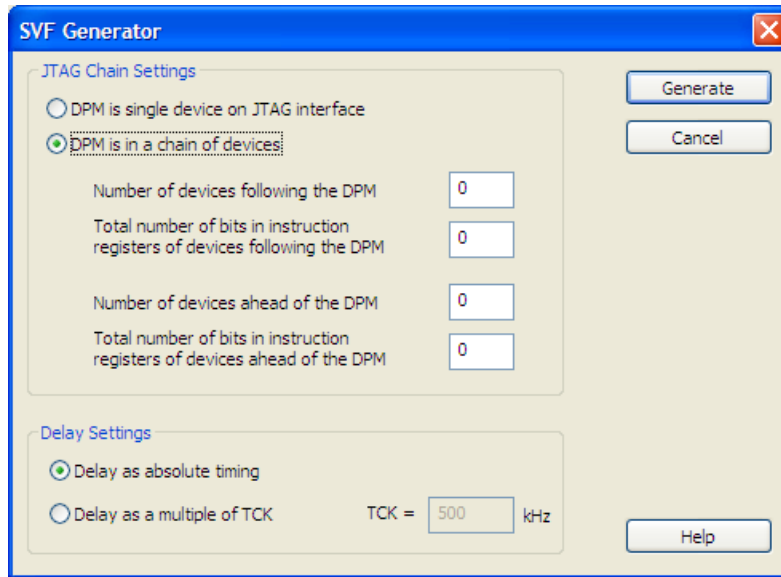 SVF Generator
JTAG Chain Settings
Generate
DPM is single device on JTAG interface
DPM is in a chain of devices
Cancel
Number of devices following the DPM
0
Total number of bits in instruction
registers of devices following the DPM
0
Number of devices ahead of the DPM
0
Total number of bits in instruction
registers of devices ahead of the DPM
0
Delay Settings
Delay as absolute timing
Delay as a multiple of TCK
TCK = 500 kHz
Help